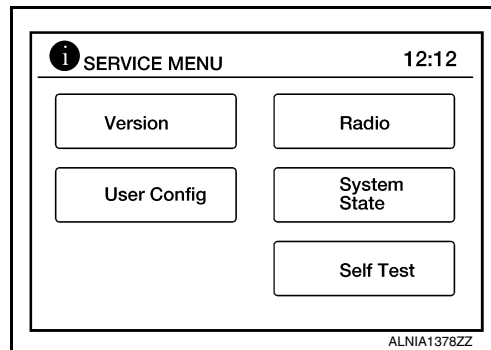 i SERVICE MENU 12:12
Version Radio
User Config System
State
Self Test
ALNIA1378ZZ